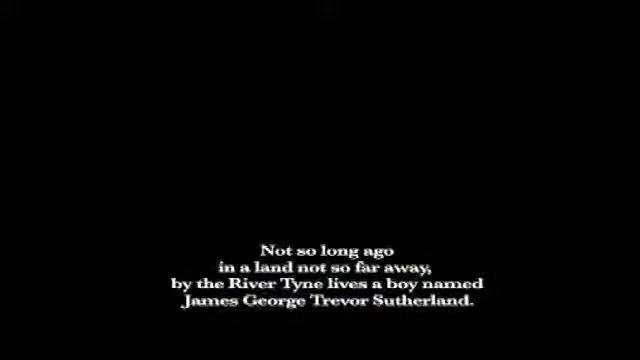 Not so long ago
in a land not so far away,
by the River Tyne lives a boy named
James George Trevor Sutherland.